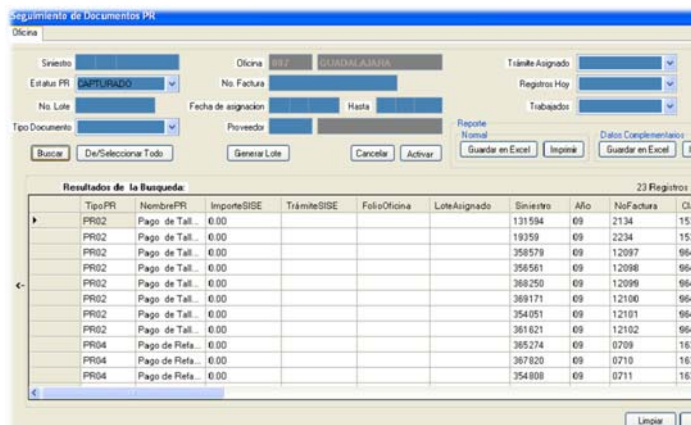 Seguimiento de Documentos PR
Oficina
Siniestro Oficina 002 GUADALAJARA Trámite Asignado
Estatus PR CAPTURADO No. Factura Registros Hoy
No. Lote Fecha de asignacion Hasta Trabajados
Tipo Documento Proveedor
Reporte
Normal Datos Complementarios
Buscar De/Seleccionar Todo Generar Lote Cancelar Activar Guardar en Excel Imprimir Guardar en Excel
Resultados de la Busqueda: 23 Registros
TipoPR NombrePR ImporteSISE TrámiteSISE FolioOficina LoteAsignado Siniestro Año NoFactura
PR02 Pago de Tall... 0.00 131594 09 2134
PR02 Pago de Tall... 0.00 19359 09 2234
PR02 Pago de Tall... 0.00 358579 09 12097
PR02 Pago de Tall... 0.00 356561 09 12098
PR02 Pago de Tall... 0.00 368250 09 12099
PR02 Pago de Tall... 0.00 369171 09 12100
PR02 Pago de Tall... 0.00 354051 09 12101
PR02 Pago de Tall... 0.00 361621 09 12102
PR04 Pago de Refa... 0.00 365274 09 0709
PR04 Pago de Refa... 0.00 367820 09 0710
PR04 Pago de Refa... 0.00 354808 09 0711
<-
Limpiar